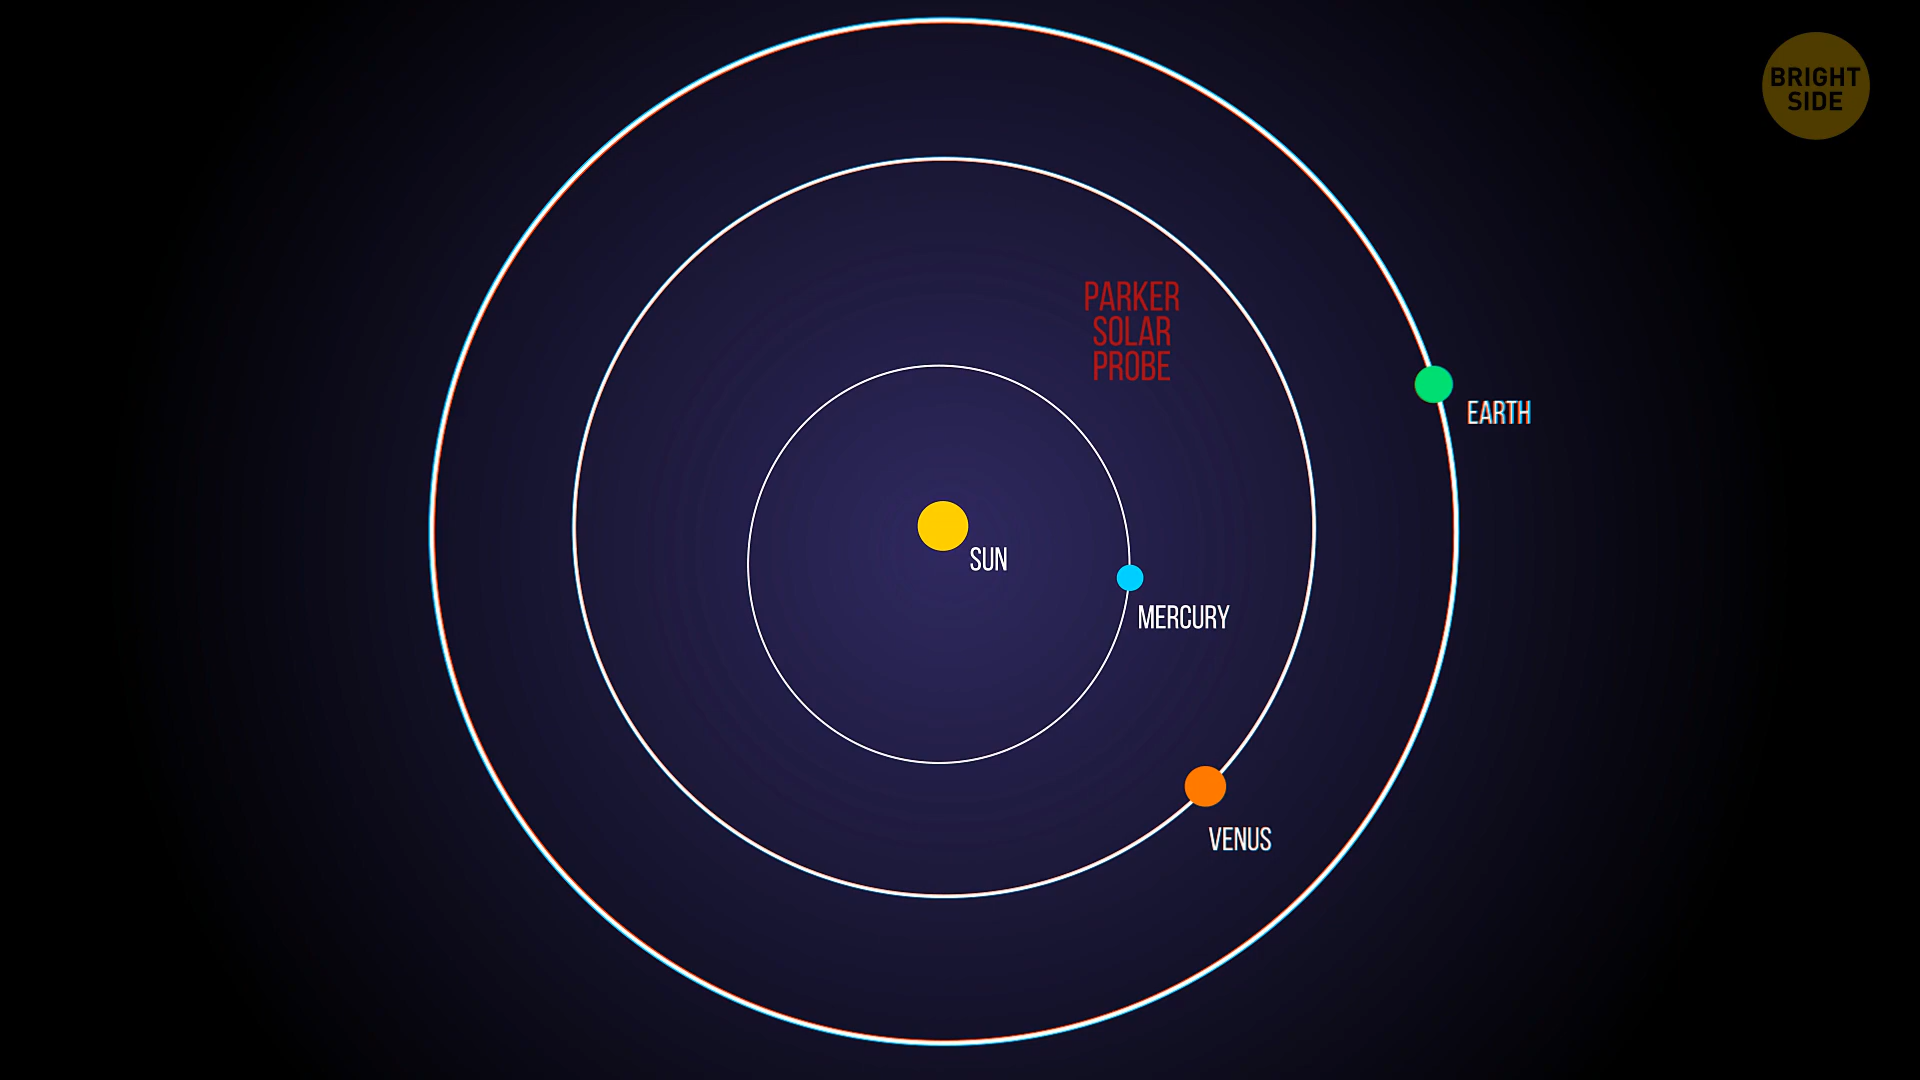 BRIGHT
SIDE
PARKER
SOLAR
PROBE
EARTH
SUN
MERCURY
VENUS